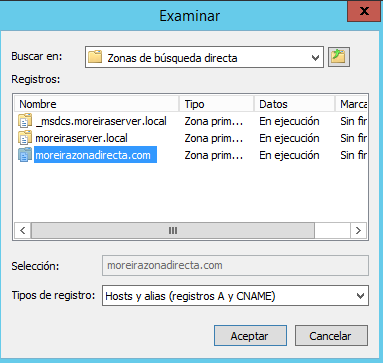 Examinar
x
Buscar en: Zonas de búsqueda directa
Registros:
Nombre Tipo Datos Marca
_msdcs.moreiraserver.local Zona prim... En ejecución Sin fir
moreiraserver.local Zona prim... En ejecución Sin fir
moreirazonadirecta.com Zona prim... En ejecución Sin fir
Selección: moreirazonadirecta.com
Tipos de registro: Hosts y alias (registros A y CNAME)
Aceptar Cancelar